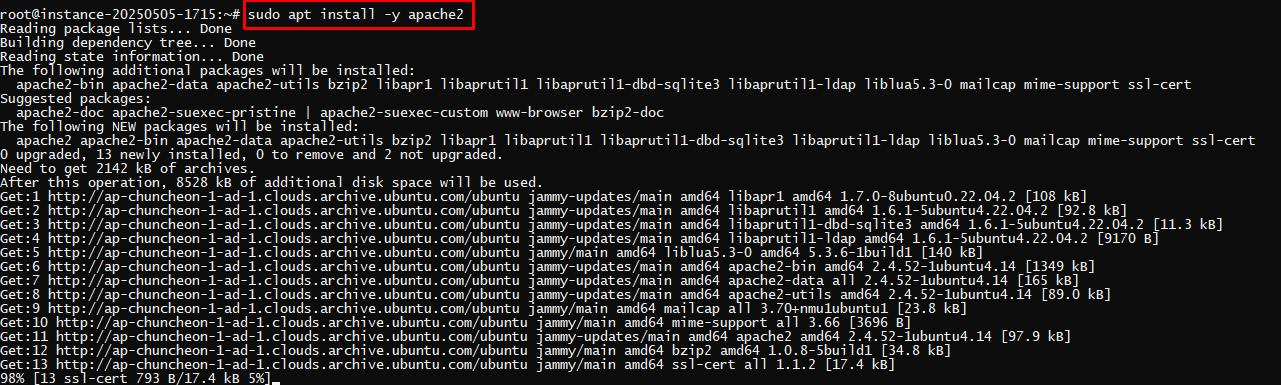 root@instance-20250505-1715:~# sudo apt install -y apache2
Reading package lists... Done
Building dependency tree... Done
Reading state information... Done
The following additional packages will be installed:
  apache2-bin apache2-data apache2-utils bzip2 libapr1 libaprutil1 libaprutil1-dbd-sqlite3 libaprutil1-ldap liblua5.3-0 mailcap mime-support ssl-cert
Suggested packages:
  apache2-doc apache2-suexec-pristine | apache2-suexec-custom www-browser bzip2-doc
The following NEW packages will be installed:
  apache2 apache2-bin apache2-data apache2-utils bzip2 libapr1 libaprutil1 libaprutil1-dbd-sqlite3 libaprutil1-ldap liblua5.3-0 mailcap mime-support ssl-cert
0 upgraded, 13 newly installed, 0 to remove and 2 not upgraded.
Need to get 2142 kB of archives.
After this operation, 8528 kB of additional disk space will be used.
Get:1 http://ap-chuncheon-1-ad-1.clouds.archive.ubuntu.com/ubuntu jammy-updates/main amd64 libapr1 amd64 1.7.0-8ubuntu0.22.04.2 [108 kB]
Get:2 http://ap-chuncheon-1-ad-1.clouds.archive.ubuntu.com/ubuntu jammy-updates/main amd64 libaprutil1 amd64 1.6.1-5ubuntu4.22.04.2 [92.8 kB]
Get:3 http://ap-chuncheon-1-ad-1.clouds.archive.ubuntu.com/ubuntu jammy-updates/main amd64 libaprutil1-dbd-sqlite3 amd64 1.6.1-5ubuntu4.22.04.2 [11.3 kB]
Get:4 http://ap-chuncheon-1-ad-1.clouds.archive.ubuntu.com/ubuntu jammy-updates/main amd64 libaprutil1-ldap amd64 1.6.1-5ubuntu4.22.04.2 [9170 B]
Get:5 http://ap-chuncheon-1-ad-1.clouds.archive.ubuntu.com/ubuntu jammy/main amd64 liblua5.3-0 amd64 5.3.6-1build1 [140 kB]
Get:6 http://ap-chuncheon-1-ad-1.clouds.archive.ubuntu.com/ubuntu jammy-updates/main amd64 apache2-bin amd64 2.4.52-1ubuntu4.14 [1349 kB]
Get:7 http://ap-chuncheon-1-ad-1.clouds.archive.ubuntu.com/ubuntu jammy-updates/main amd64 apache2-data all 2.4.52-1ubuntu4.14 [165 kB]
Get:8 http://ap-chuncheon-1-ad-1.clouds.archive.ubuntu.com/ubuntu jammy-updates/main amd64 apache2-utils amd64 2.4.52-1ubuntu4.14 [89.0 kB]
Get:9 http://ap-chuncheon-1-ad-1.clouds.archive.ubuntu.com/ubuntu jammy/main amd64 mailcap all 3.70+nmu1ubuntu1 [23.8 kB]
Get:10 http://ap-chuncheon-1-ad-1.clouds.archive.ubuntu.com/ubuntu jammy/main amd64 mime-support all 3.66 [3696 B]
Get:11 http://ap-chuncheon-1-ad-1.clouds.archive.ubuntu.com/ubuntu jammy-updates/main amd64 apache2 amd64 2.4.52-1ubuntu4.14 [97.9 kB]
Get:12 http://ap-chuncheon-1-ad-1.clouds.archive.ubuntu.com/ubuntu jammy/main amd64 bzip2 amd64 1.0.8-5build1 [34.8 kB]
Get:13 http://ap-chuncheon-1-ad-1.clouds.archive.ubuntu.com/ubuntu jammy/main amd64 ssl-cert all 1.1.2 [17.4 kB]
98% [13 ssl-cert 793 B/17.4 kB 5%]